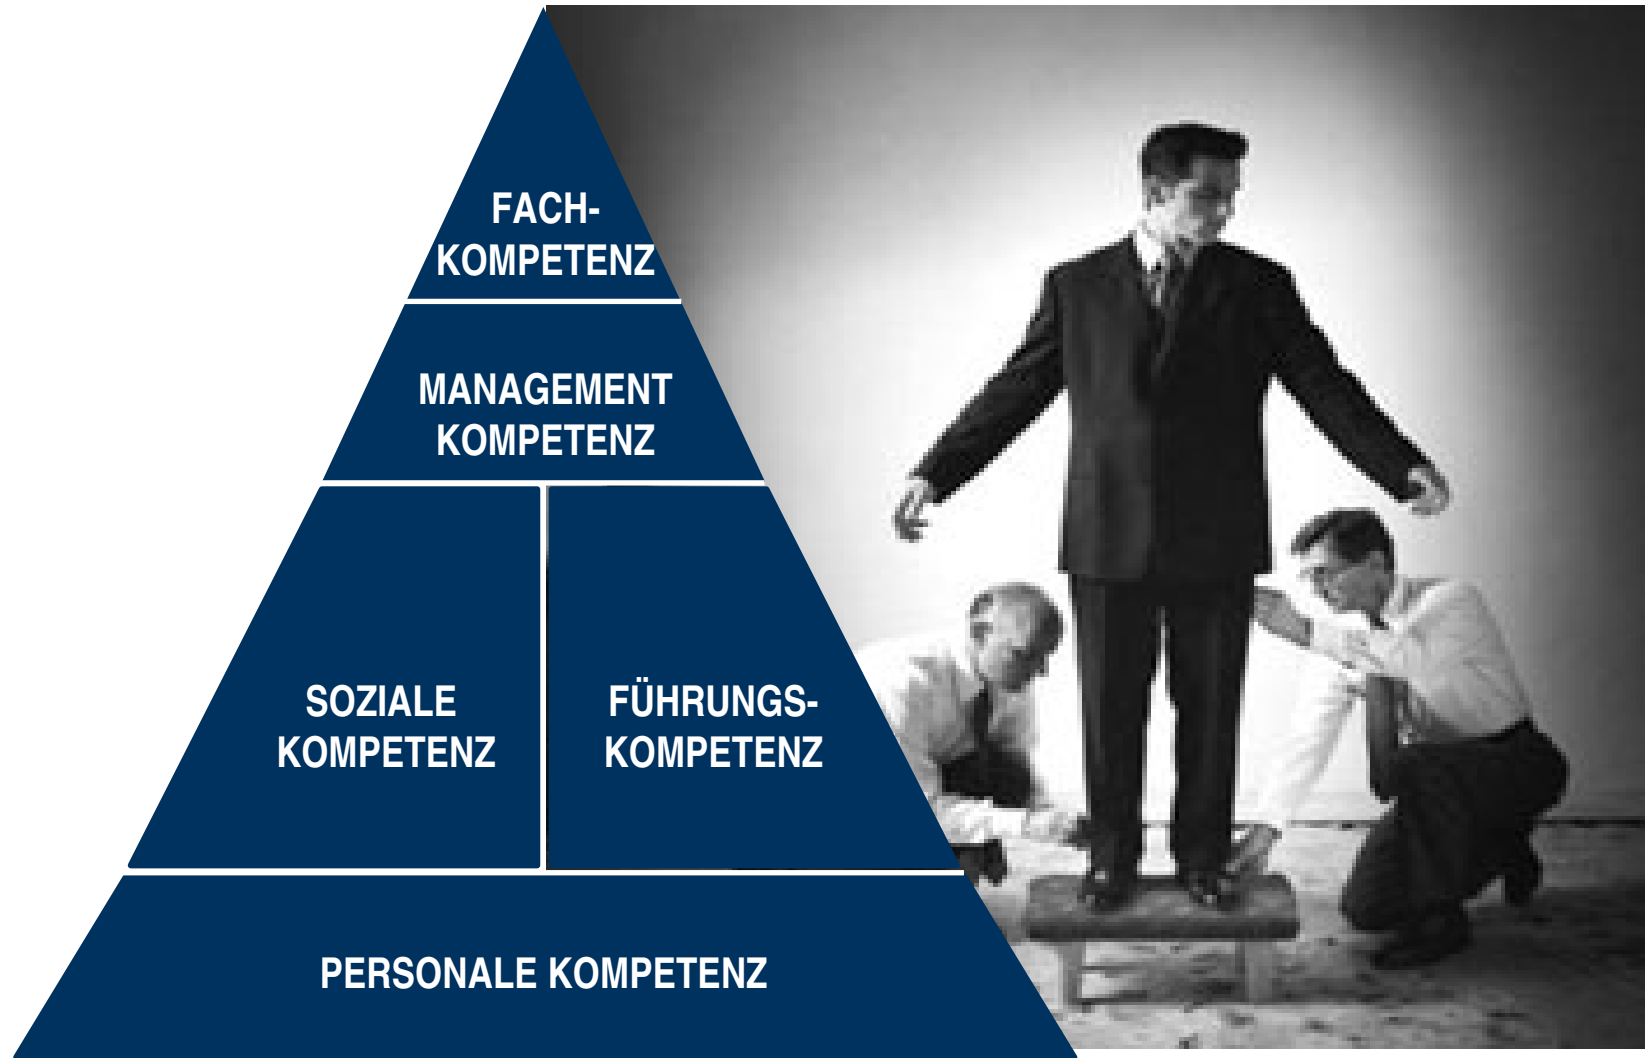 FACH-
KOMPETENZ
MANAGEMENT
KOMPETENZ
SOZIALE
KOMPETENZ
FÜHRUNGS-
KOMPETENZ
PERSONALE KOMPETENZ